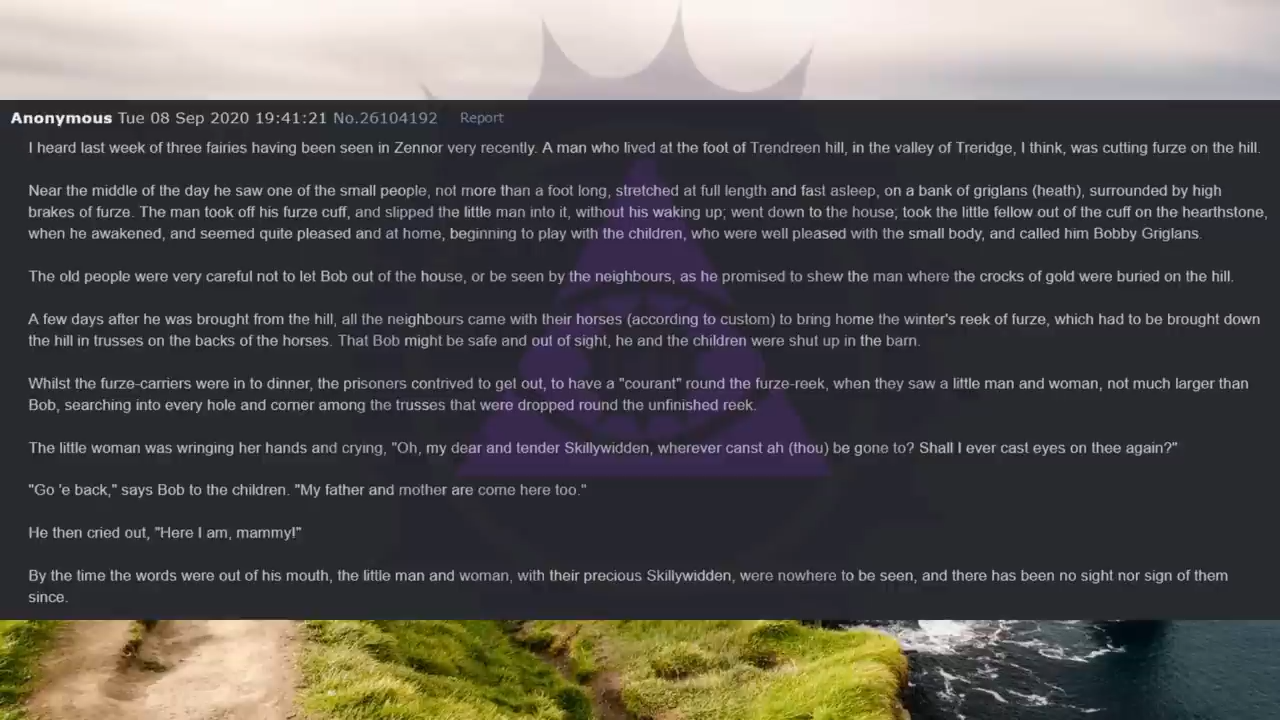 Anonymous Tue 08 Sep 2020 19:41:21 No.26104192 Report
I heard last week of three fairies having been seen in Zennor very recently. A man who lived at the foot of Trendreen hill, in the valley of Treridge, I think, was cutting furze on the hill.
Near the middle of the day he saw one of the small people, not more than a foot long, stretched at full length and fast asleep, on a bank of griglans (heath), surrounded by high
brakes of furze. The man took off his furze cuff, and slipped the little man into it, without his waking up; went down to the house; took the little fellow out of the cuff on the hearthstone,
when he awakened, and seemed quite pleased and at home, beginning to play with the children, who were well pleased with the small body, and called him Bobby Griglans.
The old people were very careful not to let Bob out of the house, or be seen by the neighbours, as he promised to shew the man where the crocks of gold were buried on the hill.
A few days after he was brought from the hill, all the neighbours came with their horses (according to custom) to bring home the winter's reek of furze, which had to be brought down
the hill in trusses on the backs of the horses. That Bob might be safe and out of sight, he and the children were shut up in the barn.
Whilst the furze-carriers were in to dinner, the prisoners contrived to get out, to have a "courant" round the furze-reek, when they saw a little man and woman, not much larger than
Bob, searching into every hole and corner among the trusses that were dropped round the unfinished reek.
The little woman was wringing her hands and crying, "Oh, my dear and tender Skillywidden, wherever canst ah (thou) be gone to? Shall I ever cast eyes on thee again?"
"Go 'e back," says Bob to the children. "My father and mother are come here too."
He then cried out, "Here I am, mammy!"
By the time the words were out of his mouth, the little man and woman, with their precious Skillywidden, were nowhere to be seen, and there has been no sight nor sign of them
since.